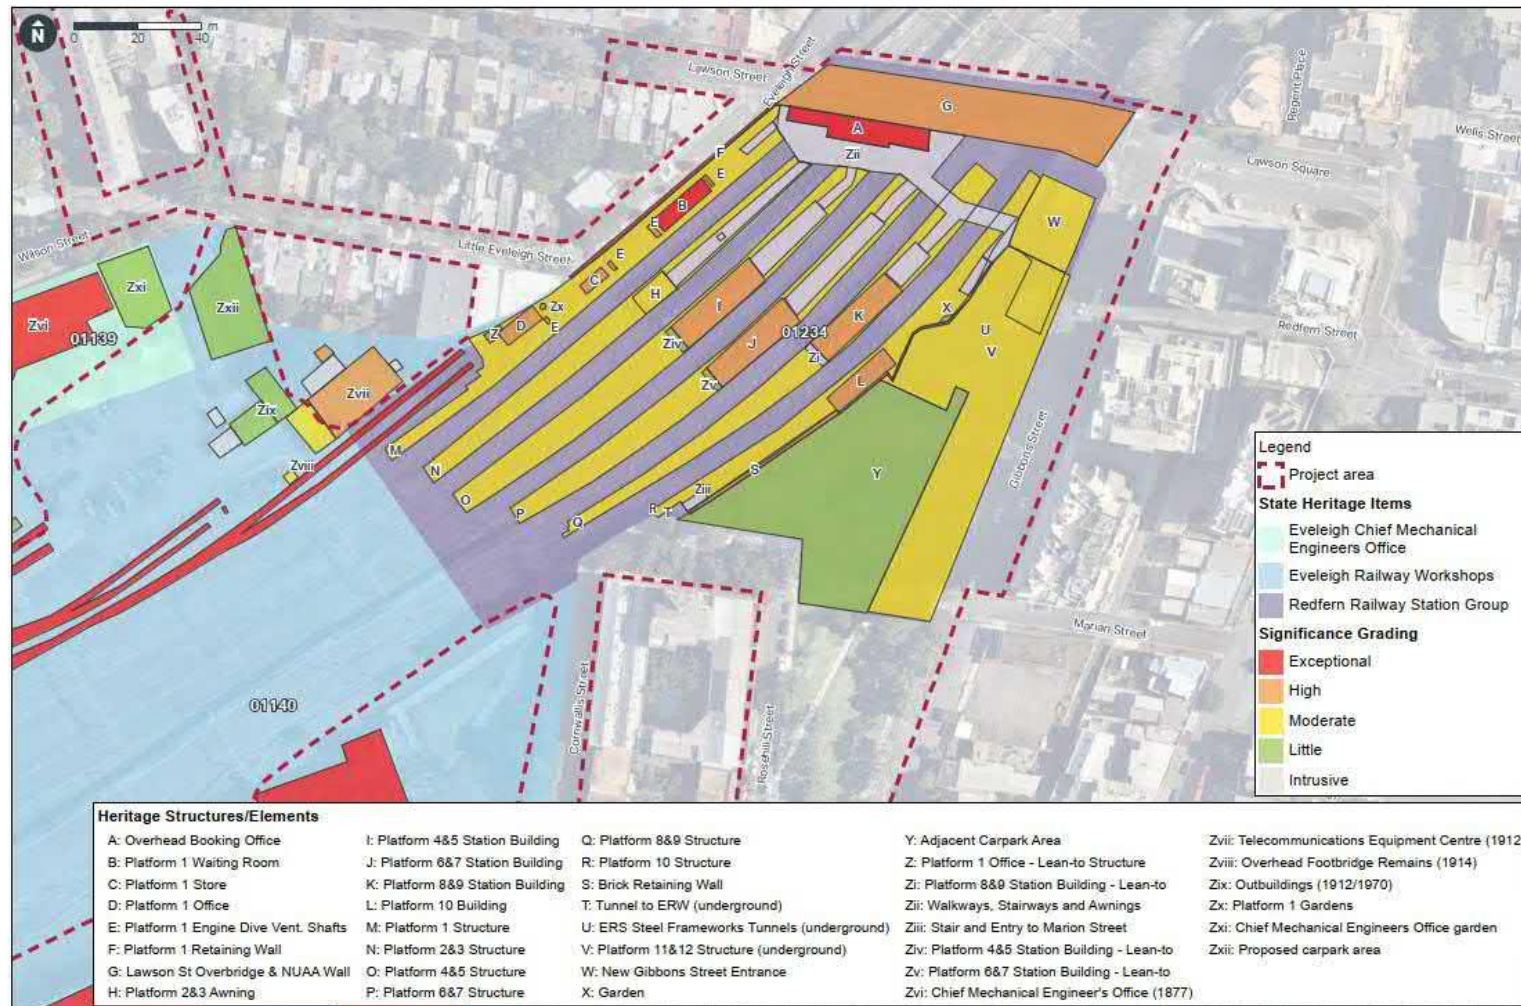 N
0 20 40 m
Lawson Street
Eveleigh Street
Regent Place
Wells Street
Lawson Square
G
A
Zii
F
E
B
E
W
Wilson Street
Little Eveleigh Street
E
C
Zxi
Zxii
Zvi
01139
H
Zx
Z
D
E
I
K
01234
X
U
Redfern Street
Ziv
J
Zi
V
Zv
L
Zvii
Zix
Zviii
M
N
O
P
Q
R
T
Ziii
S
Y
Gibbons Street
Marian Street
Cornwallis Street
Rosehill Street
01140
Legend
Project area
State Heritage Items
Eveleigh Chief Mechanical
Engineers Office
Eveleigh Railway Workshops
Redfern Railway Station Group
Significance Grading
Exceptional
High
Moderate
Little
Intrusive
Heritage Structures/Elements
A: Overhead Booking Office
B: Platform 1 Waiting Room
C: Platform 1 Store
D: Platform 1 Office
E: Platform 1 Engine Dive Vent. Shafts
F: Platform 1 Retaining Wall
G: Lawson St Overbridge & NUAA Wall
H: Platform 2&3 Awning
I: Platform 4&5 Station Building
J: Platform 6&7 Station Building
K: Platform 8&9 Station Building
L: Platform 10 Building
M: Platform 1 Structure
N: Platform 2&3 Structure
O: Platform 4&5 Structure
P: Platform 6&7 Structure
Q: Platform 8&9 Structure
R: Platform 10 Structure
S: Brick Retaining Wall
T: Tunnel to ERW (underground)
U: ERS Steel Frameworks Tunnels (underground)
V: Platform 11&12 Structure (underground)
W: New Gibbons Street Entrance
X: Garden
Y: Adjacent Carpark Area
Z: Platform 1 Office - Lean-to Structure
Zi: Platform 8&9 Station Building - Lean-to
Zii: Walkways, Stairways and Awnings
Ziii: Stair and Entry to Marion Street
Ziv: Platform 4&5 Station Building - Lean-to
Zv: Platform 6&7 Station Building - Lean-to
Zvi: Chief Mechanical Engineer's Office (1877)
Zvii: Telecommunications Equipment Centre (1912
Zviii: Overhead Footbridge Remains (1914)
Zix: Outbuildings (1912/1970)
Zx: Platform 1 Gardens
Zxi: Chief Mechanical Engineers Office garden
Zxii: Proposed carpark area